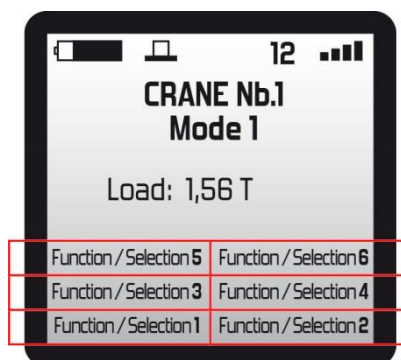 12
CRANE Nb.1
Mode 1
Load: 1,56 T
Function / Selection 5 Function / Selection 6
Function / Selection 3 Function / Selection 4
Function / Selection 1 Function / Selection 2